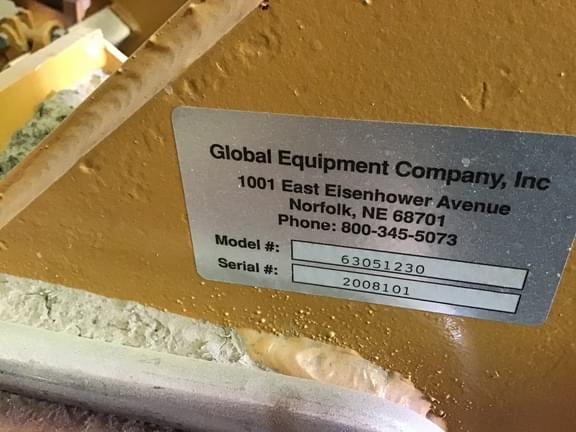 Global Equipment Company, Inc
1001 East Eisenhower Avenue
Norfolk, NE 68701
Phone: 800-345-5073
Model #: 63051230
Serial #: 2008101